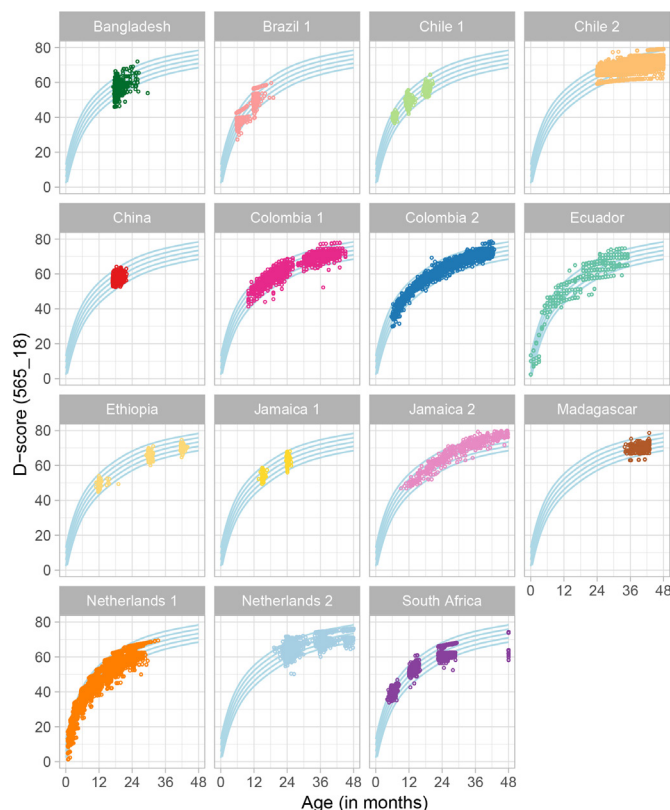 Bangladesh Brazil 1 Chile 1 Chile 2
80
60
40
20
0
China Colombia 1 Colombia 2 Ecuador
80
60
40
20
0
Ethiopia Jamaica 1 Jamaica 2 Madagascar
80
60
40
20
0
0 12 24 36 48
Netherlands 1 Netherlands 2 South Africa
80
60
40
20
0
0 12 24 36 48 0 12 24 36 48 0 12 24 36 48
D-score (565_18)
Age (in months)